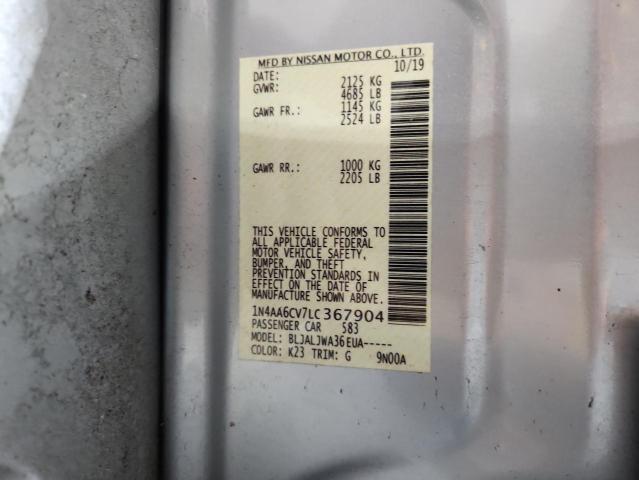 MFD BY NISSAN MOTOR CO., LTD.
DATE: 10/19
GVWR: 2125 KG
4685 LB
GAWR FR.: 1145 KG
2524 LB
GAWR RR.: 1000 KG
2205 LB
THIS VEHICLE CONFORMS TO
ALL APPLICABLE FEDERAL
MOTOR VEHICLE SAFETY,
BUMPER, AND THEFT
PREVENTION STANDARDS IN
EFFECT ON THE DATE OF
MANUFACTURE SHOWN ABOVE.
1N4AA6CV7LC367904
PASSENGER CAR 583
MODEL: BLJALJWA36EUA-----
COLOR: K23 TRIM: G 9N00A